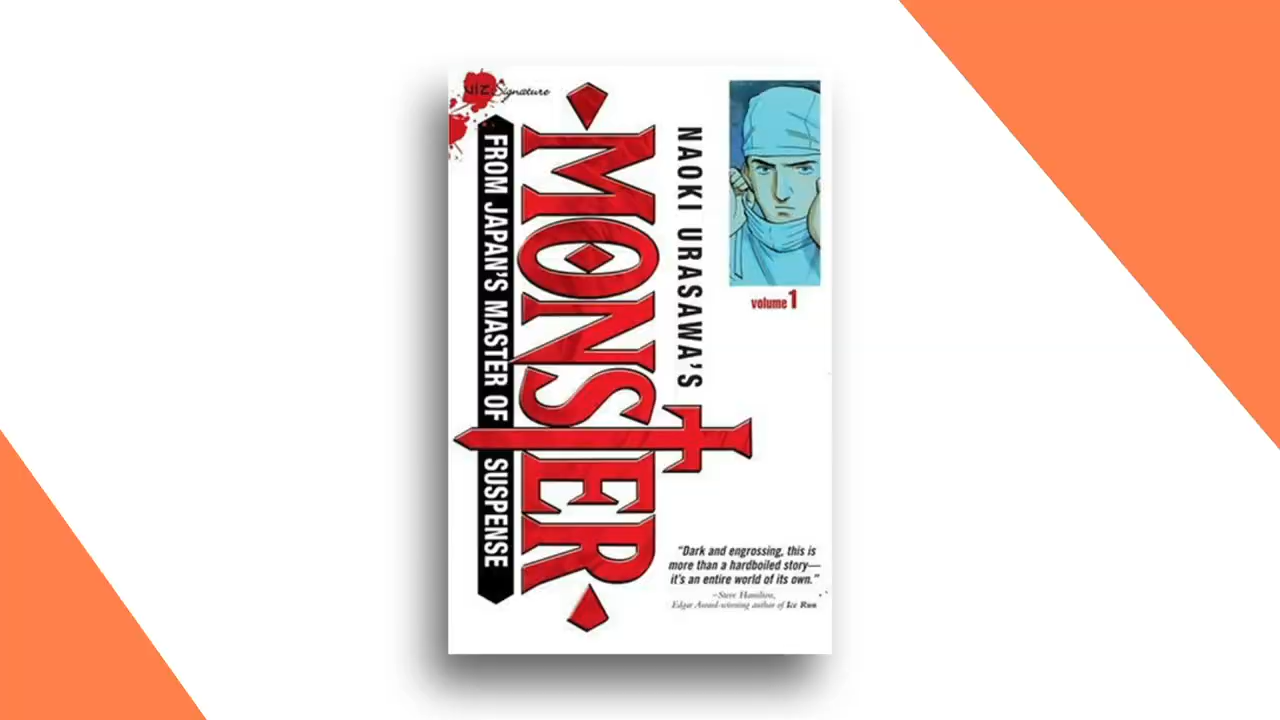 VIZ Signature
FROM JAPAN'S MASTER OF SUSPENSE
MONSTER
NAOKI URASAWA'S
volume 1
"Dark and engrossing, this is
more than a hardboiled story—
it's an entire world of its own."
—Steve Hamilton,
Edgar Award-winning author of Ice Run